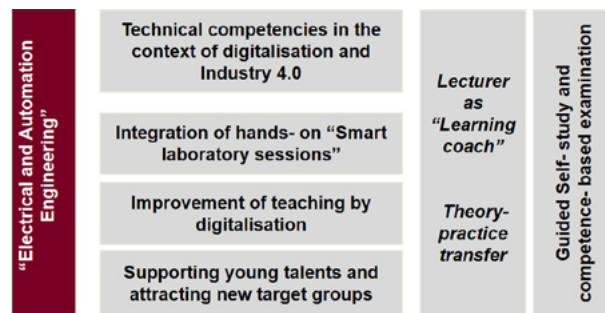 “Electrical and Automation
Engineering”
Technical competencies in the
context of digitalisation and
Industry 4.0
Integration of hands- on “Smart
laboratory sessions”
Improvement of teaching by
digitalisation
Supporting young talents and
attracting new target groups
Lecturer
as
“Learning
coach”
Theory-
practice
transfer
Guided Self- study and
competence- based examination